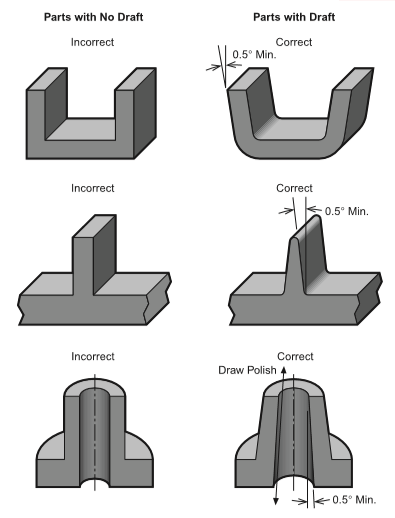 Parts with No Draft
Parts with Draft
Incorrect
Correct
0.5° Min.
Incorrect
Correct
0.5° Min.
Incorrect
Correct
Draw Polish
0.5° Min.